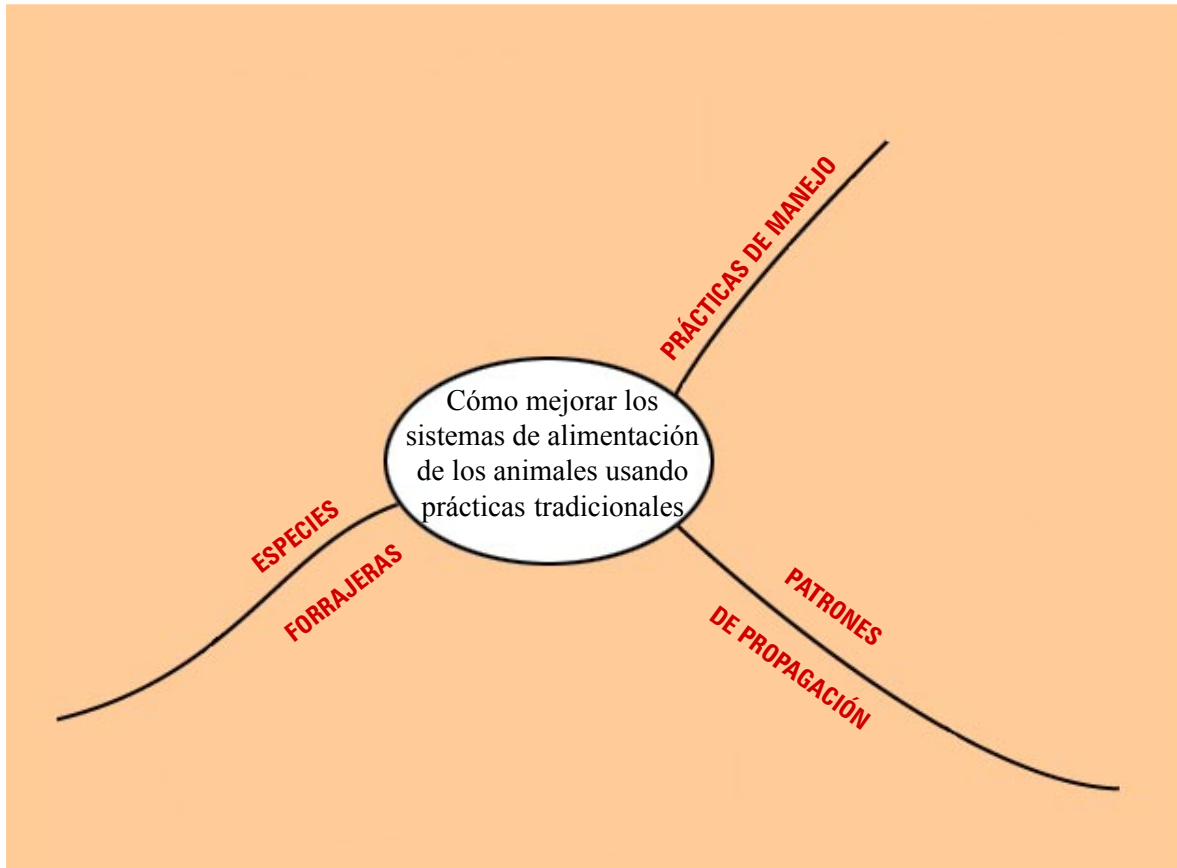 PRÁCTICAS DE MANEJO
Cómo mejorar los
sistemas de alimentación
de los animales usando
prácticas tradicionales
ESPECIES
FORRAJERAS
PATRONES
DE PROPAGACIÓN